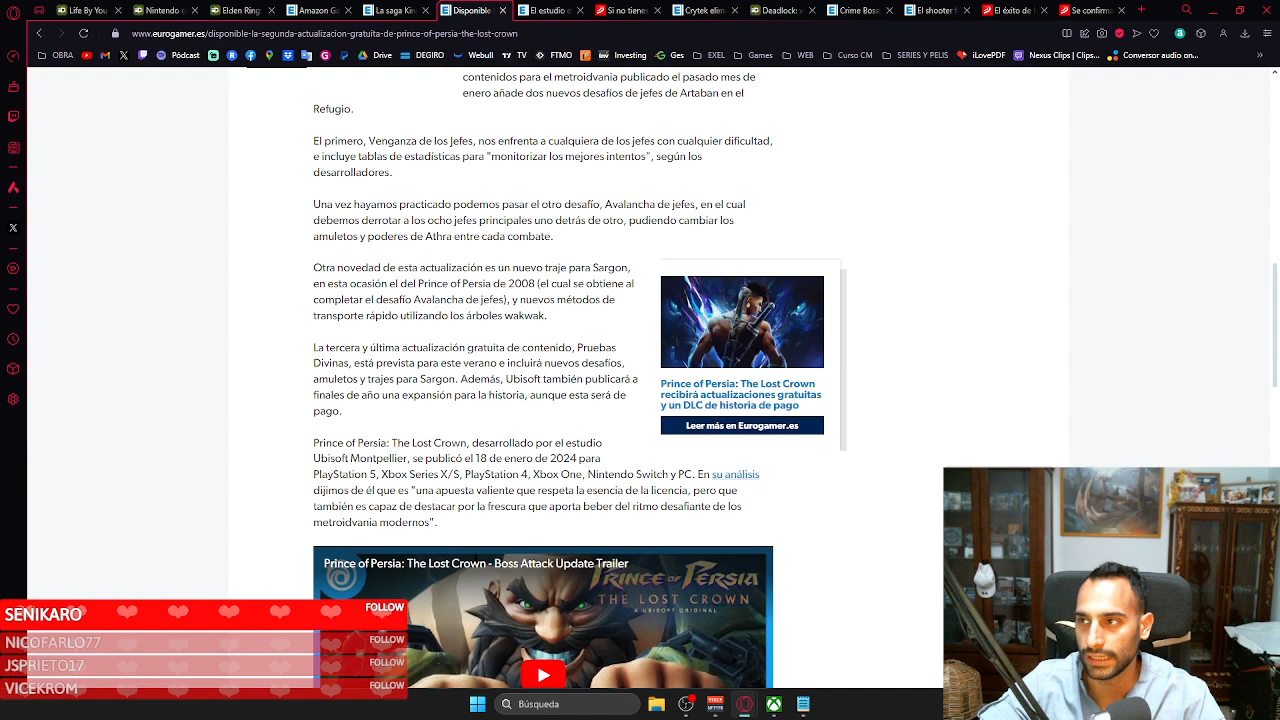 Life By You
Nintendo
Elden Ring
Amazon Ga
La saga King
Disponible
El estudio d
Si no tienes
Cryte elim
Deadlock:
Crime Boss
El shooter f
El éxito de
Se confirma
www.eurogamer.es/disponible-la-segunda-actualizacion-gratuita-de-prince-of-persia-the-lost-crown
OBRA
Pódcast
Drive
DEGIRO
Webull
TV
FTMO
Investing
Ges
EXEL
Games
WEB
Curso CM
SERIES Y PELIS
iLovePDF
Nexus Clips | Clips...
Conversor audio on...
contenidos para el metroidvania publicado el pasado mes de
enero añade dos nuevos desafíos de jefes de Artaban en el
Refugio.
El primero, Venganza de los Jefes, nos enfrenta a cualquiera de los jefes con cualquier dificultad,
e incluye tablas de estadísticas para "monitorizar los mejores intentos", según los
desarrolladores.
Una vez hayamos practicado podemos pasar el otro desafío, Avalancha de jefes, en el cual
debemos derrotar a los ocho jefes principales uno detrás de otro, pudiendo cambiar los
amuletos y poderes de Athra entre cada combate.
Otra novedad de esta actualización es un nuevo traje para Sargon,
en esta ocasión el del Prince of Persia de 2008 (el cual se obtiene al
completar el desafío Avalancha de jefes), y nuevos métodos de
transporte rápido utilizando los árboles wakwak.
La tercera y última actualización gratuita de contenido, Pruebas
Divinas, está prevista para este verano e incluirá nuevos desafíos,
amuletos y trajes para Sargon. Además, Ubisoft también publicará a
finales de año una expansión para la historia, aunque esta será de
pago.
Prince of Persia: The Lost Crown
recibirá actualizaciones gratuitas
y un DLC de historia de pago
Leer más en Eurogamer.es
Prince of Persia: The Lost Crown, desarrollado por el estudio
Ubisoft Montpellier, se publicó el 18 de enero de 2024 para
PlayStation 5, Xbox Series X/S, PlayStation 4, Xbox One, Nintendo Switch y PC. En su análisis
dijimos de él que es "una apuesta valiente que respeta la esencia de la licencia, pero que
también es capaz de destacar por la frescura que aporta beber del ritmo desafiante de los
metroidvania modernos".
Prince of Persia: The Lost Crown - Boss Attack Update Trailer
PRINCE OF PERSIA
THE LOST CROWN
A UBISOFT ORIGINAL
SENIKARO FOLLOW
NICOFARLO77 FOLLOW
JSPRIETO17 FOLLOW
VICEKROM FOLLOW
Búsqueda